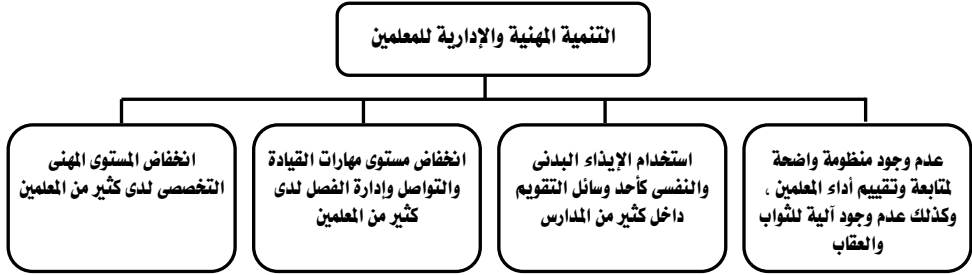 التنمية المهنية والإدارية للمعلمين
عدم وجود منظومة واضحة
لمتابعة وتقييم أداء المعلمين ،
وكذلك عدم وجود آلية للثواب
والعقاب
استخدام الإيذاء البدنى
والنفسى كأحد وسائل التقويم
داخل كثير من المدارس
انخفاض مستوى مهارات القيادة
والتواصل وإدارة الفصل لدى
كثير من المعلمين
انخفاض المستوى المهنى
التخصصى لدى كثير من المعلمين